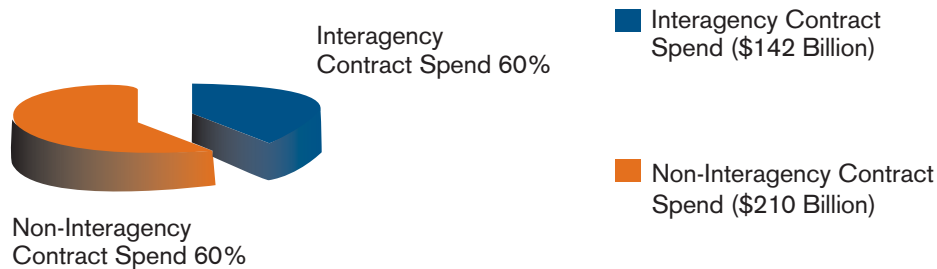 Interagency
Contract Spend 60%
Interagency Contract
Spend ($142 Billion)
Non-Interagency Contract
Spend ($210 Billion)
Non-Interagency
Contract Spend 60%